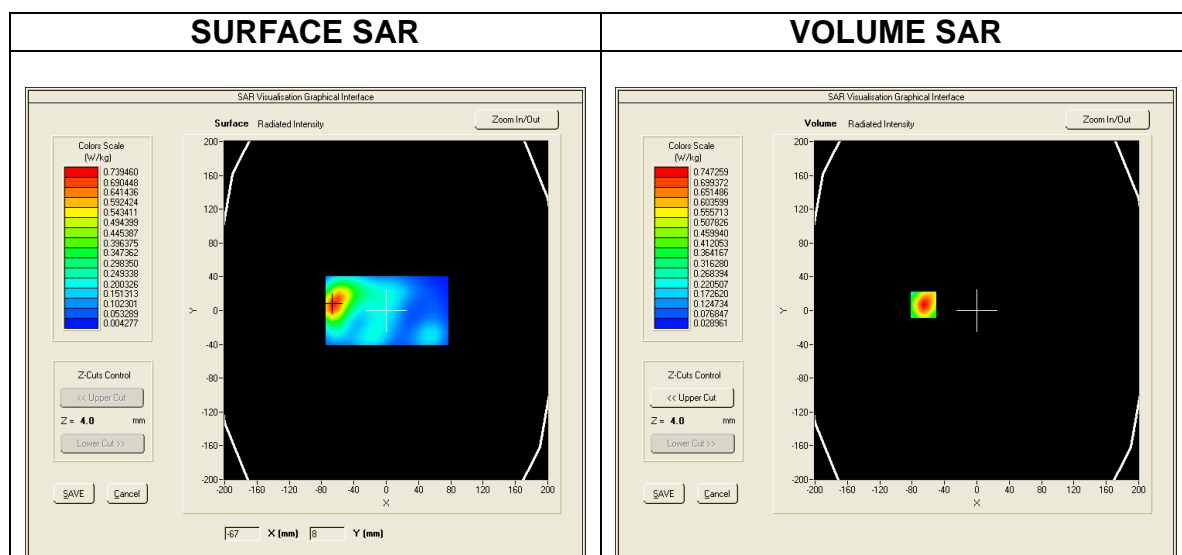 SURFACE SAR
VOLUME SAR
SAR Visualisation Graphical Interface
Surface Radiated Intensity
Zoom In/Out
Colors Scale
(W/kg)
0.739460
0.690448
0.641436
0.592424
0.543411
0.494399
0.445387
0.396375
0.347362
0.298350
0.249338
0.200326
0.151313
0.102301
0.053289
0.004277
Z-Cuts Control
<< Upper Cut
Z = 4.0 mm
Lower Cut >>
SAVE Cancel
200
160
120
80
40
0
-40
-80
-120
-160
-200
Y
-200 -160 -120 -80 -40 0 40 80 120 160 200
X
-67 X (mm) 8 Y (mm)
SAR Visualisation Graphical Interface
Volume Radiated Intensity
Zoom In/Out
Colors Scale
(W/kg)
0.747259
0.699372
0.651486
0.603599
0.555713
0.507826
0.459940
0.412053
0.364167
0.316280
0.268394
0.220507
0.172620
0.124734
0.076847
0.028961
Z-Cuts Control
<< Upper Cut
Z = 4.0 mm
Lower Cut >>
SAVE Cancel
200
160
120
80
40
0
-40
-80
-120
-160
-200
Y
-200 -160 -120 -80 -40 0 40 80 120 160 200
X